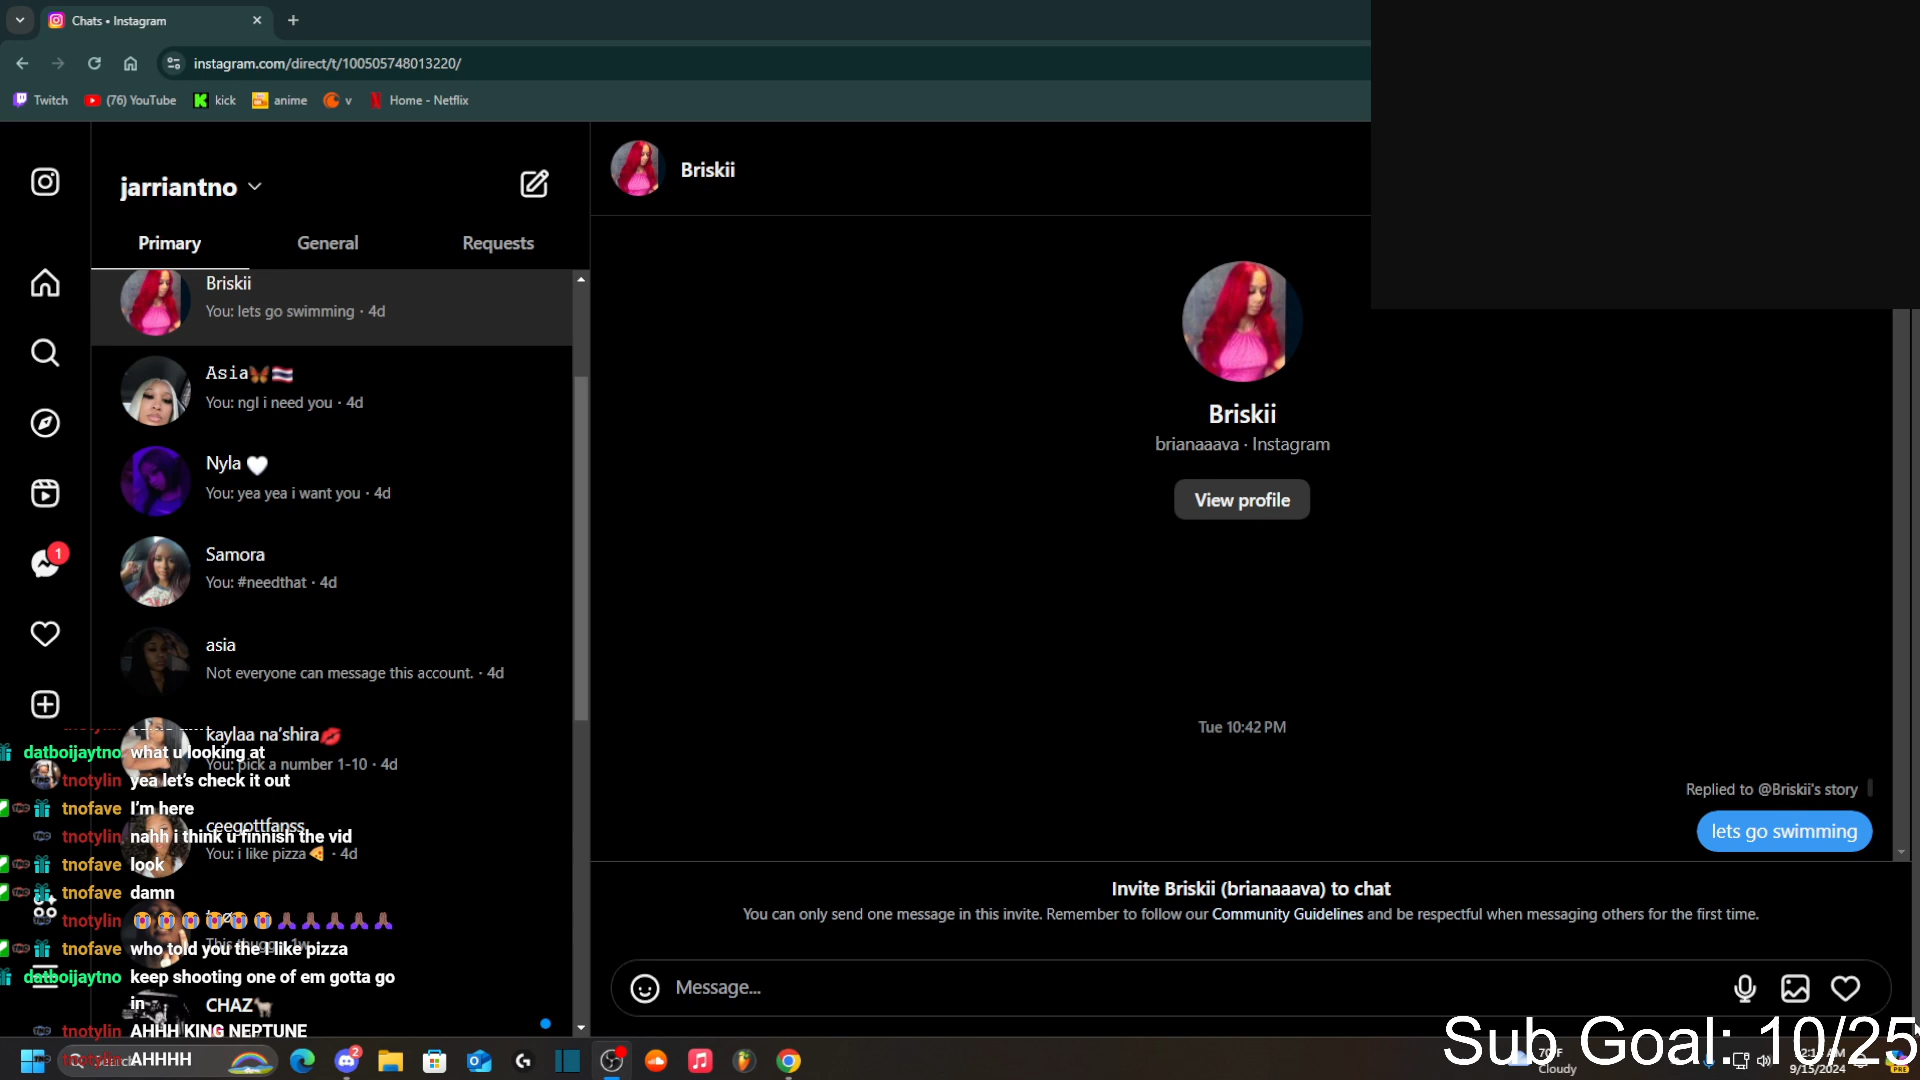 Chats • Instagram
instagram.com/direct/t/100505748013220/
Twitch
(76) YouTube
kick
anime
v
Home - Netflix
jarriantno
Primary
General
Requests
Briskii
You: lets go swimming · 4d
Asia🦋🇹🇭
You: ngl i need you · 4d
Nyla 🤍
You: yea yea i want you · 4d
Samora
You: #needthat · 4d
1
asia
Not everyone can message this account. · 4d
kaylaa na'shira💋
You: pick a number 1-10 · 4d
ceegottfanss
You: i like pizza🍕 · 4d
CHAZ🐐
datboijaytno: what u looking at
tnotylin yea let's check it out
tnofave I'm here
tnotylin nahh i think u finnish the vid
tnofave look
tnofave damn
tnotylin 😭😭😭😭😭😭🙏🏾🙏🏾🙏🏾🙏🏾🙏🏾
tnofave who told you the I like pizza
datboijaytno keep shooting one of em gotta go
in
tnotylin AHHH KING NEPTUNE
tnotylin AHHHH
Briskii
Briskii
brianaaava · Instagram
View profile
Tue 10:42 PM
Replied to @Briskii's story
lets go swimming
Invite Briskii (brianaaava) to chat
You can only send one message in this invite. Remember to follow our Community Guidelines and be respectful when messaging others for the first time.
Message...
Sub Goal: 10/25
2
70°F
Cloudy
9/15/2024
PRE